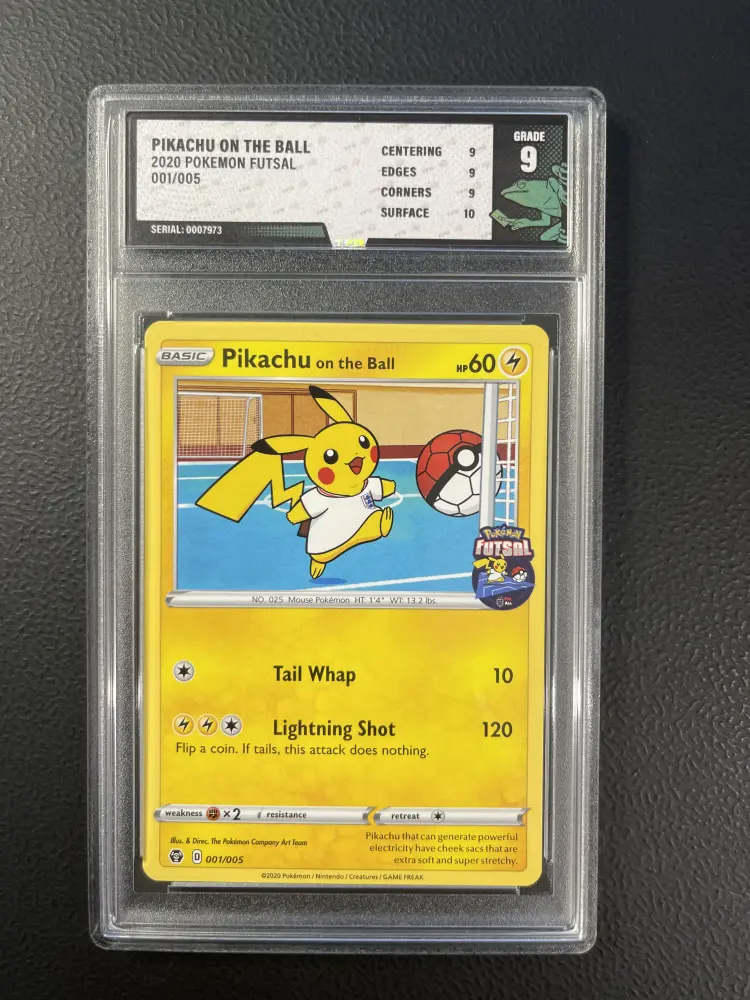 PIKACHU ON THE BALL
2020 POKEMON FUTSAL
001/005
SERIAL: 0007973
CENTERING 9
EDGES 9
CORNERS 9
SURFACE 10
GRADE
9
BASIC Pikachu on the Ball HP60
POKÉMON
FUTSAL
NO. 025 Mouse Pokémon HT: 1'4" WT: 13.2 lbs.
Tail Whap 10
Lightning Shot 120
Flip a coin. If tails, this attack does nothing.
weakness ×2 resistance retreat
Illus. & Direc. The Pokémon Company Art Team
D 001/005
Pikachu that can generate powerful
electricity have cheek sacs that are
extra soft and super stretchy.
©2020 Pokémon / Nintendo / Creatures / GAME FREAK